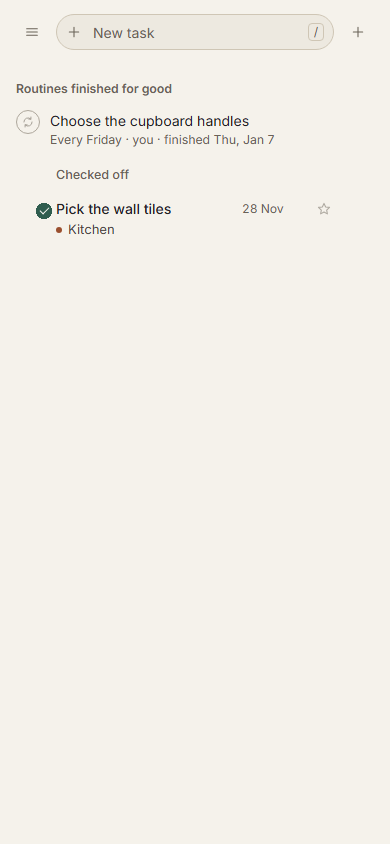 New task /
Routines finished for good
Choose the cupboard handles
Every Friday · you · finished Thu, Jan 7
Checked off
Pick the wall tiles 28 Nov
Kitchen